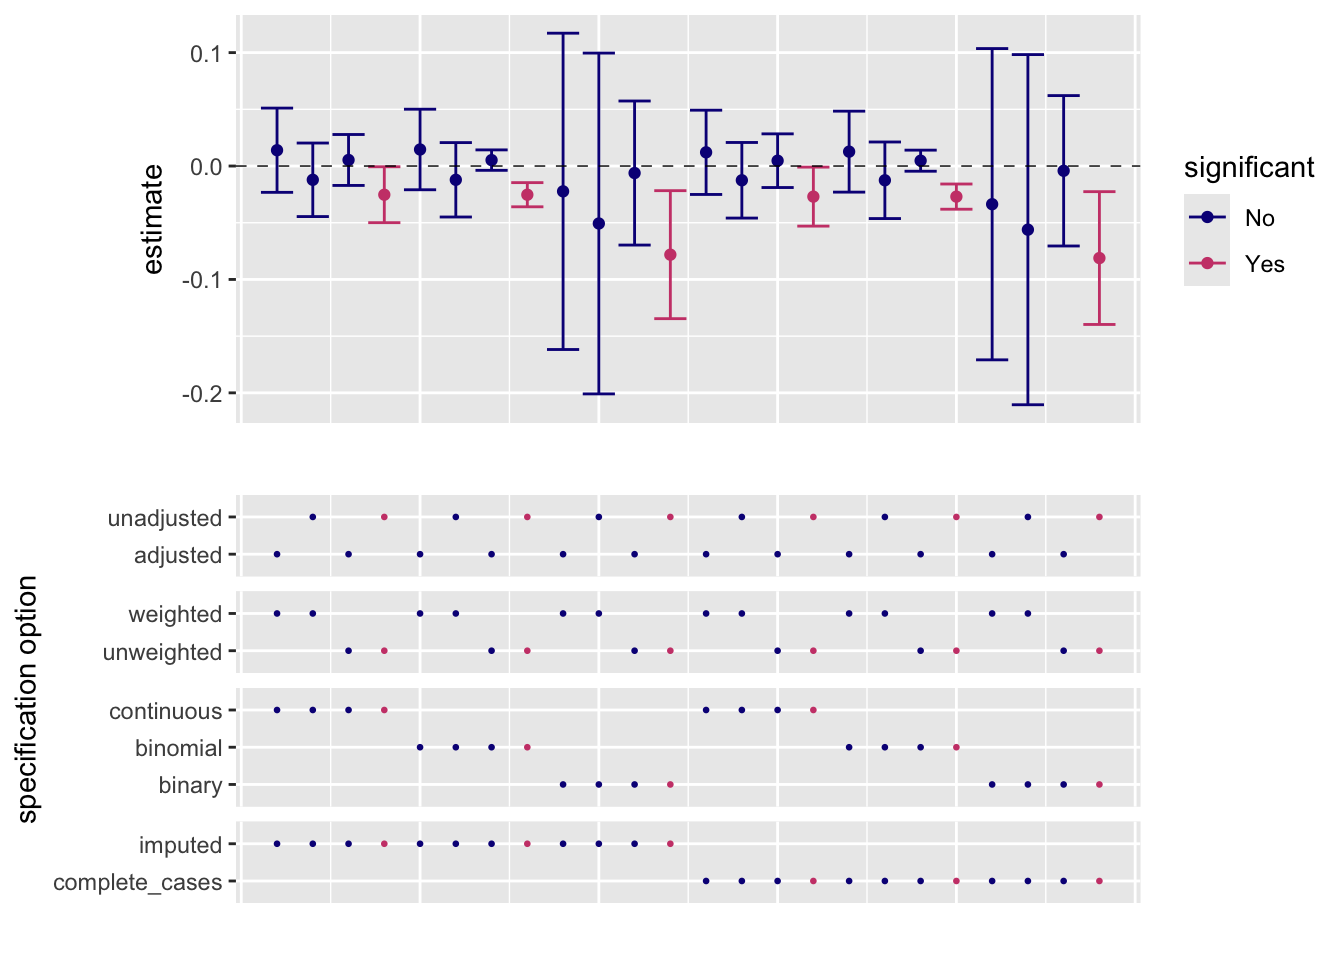 estimate
0.1
0.0
-0.1
-0.2
significant
No
Yes
specification option
unadjusted
adjusted
weighted
unweighted
continuous
binomial
binary
imputed
complete_cases